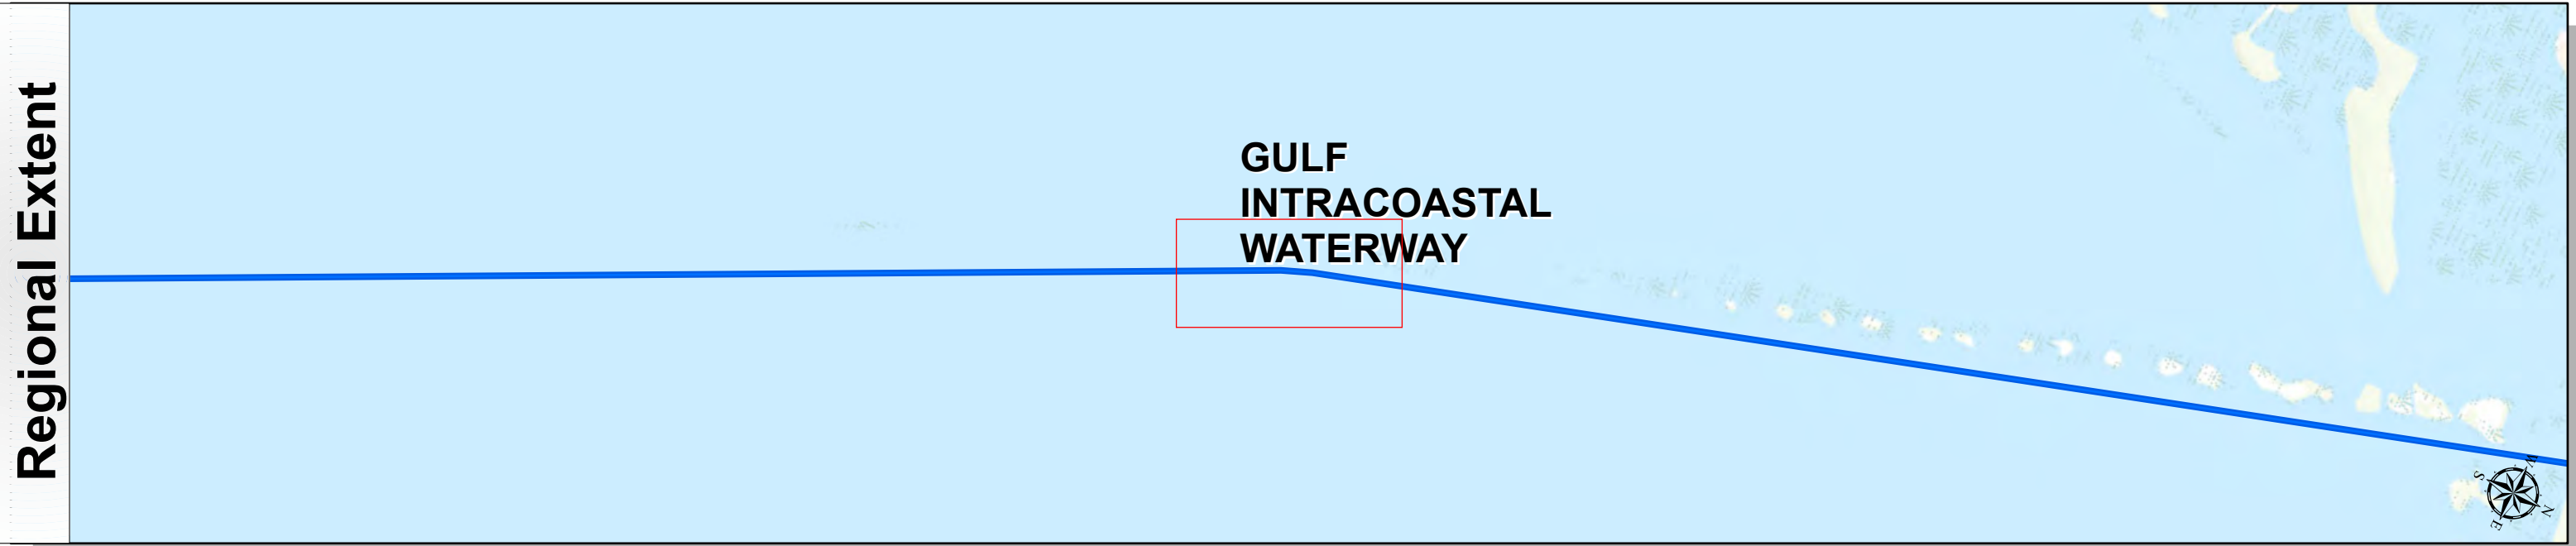 Regional Extent
GULF
INTRACOASTAL
WATERWAY
W
S
N
E